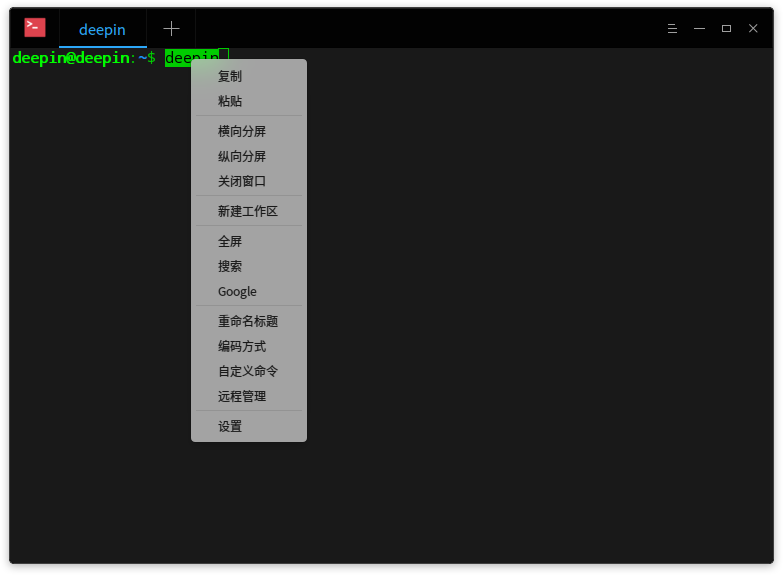 deepin
deepin@deepin:~$ deepin
复制
粘贴
横向分屏
纵向分屏
关闭窗口
新建工作区
全屏
搜索
Google
重命名标题
编码方式
自定义命令
远程管理
设置